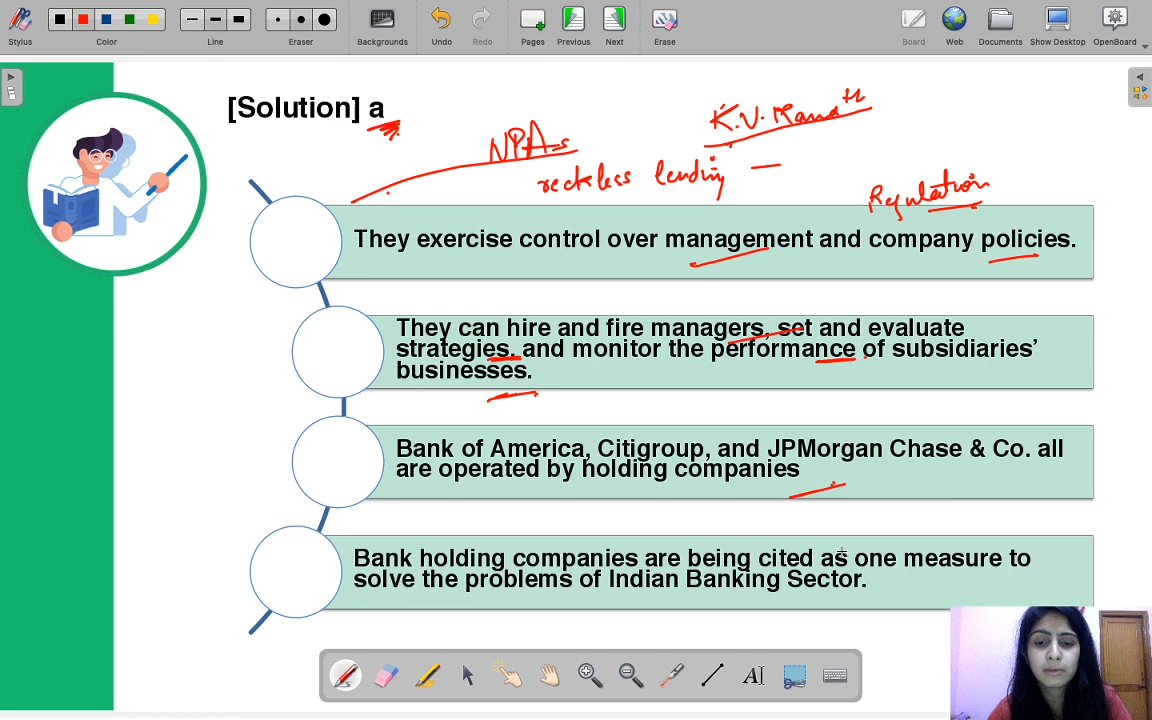 Stylus
Color
Line
Eraser
Backgrounds
Undo
Redo
Pages
Previous
Next
Erase
Board
Web
Documents
Show Desktop
OpenBoard
[Solution] a
NPAs
K.V. Kamath
reckless lending —
Regulation
They exercise control over management and company policies.
They can hire and fire managers, set and evaluate
strategies, and monitor the performance of subsidiaries’
businesses.
Bank of America, Citigroup, and JPMorgan Chase & Co. all
are operated by holding companies
Bank holding companies are being cited as one measure to
solve the problems of Indian Banking Sector.